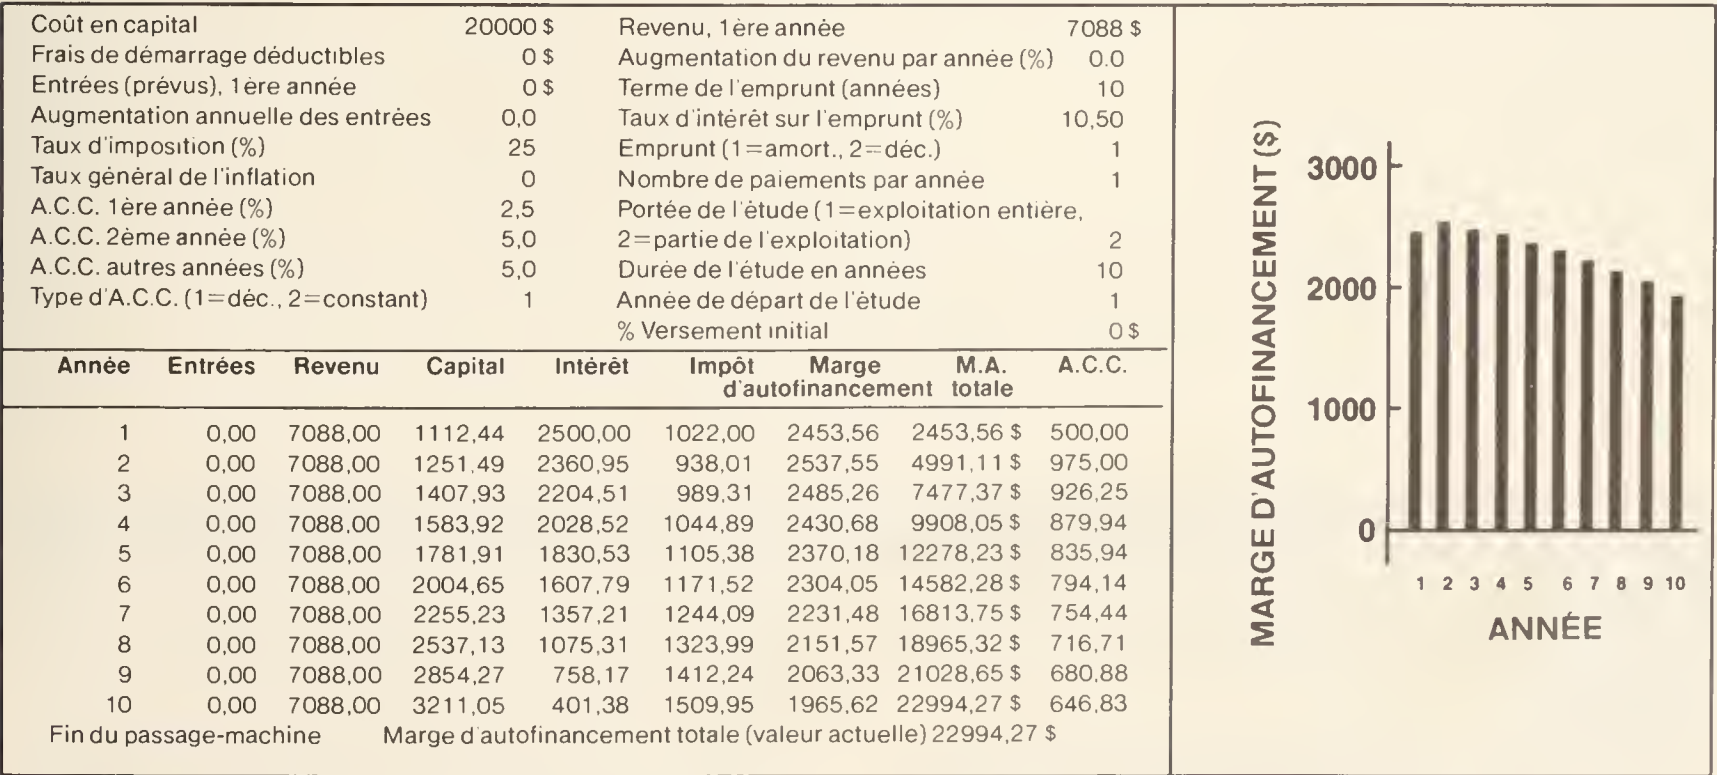 Coût en capital 20000 $
Frais de démarrage déductibles 0 $
Entrées (prévus), 1ère année 0 $
Augmentation annuelle des entrées 0,0
Taux d'imposition (%) 25
Taux général de l'inflation 0
A.C.C. 1ère année (%) 2,5
A.C.C. 2ème année (%) 5,0
A.C.C. autres années (%) 5,0
Type d'A.C.C. (1=déc., 2=constant) 1
Revenu, 1ère année 7088 $
Augmentation du revenu par année (%) 0.0
Terme de l'emprunt (années) 10
Taux d'intérêt sur l'emprunt (%) 10,50
Emprunt (1=amort., 2=déc.) 1
Nombre de paiements par année 1
Portée de l'étude (1=exploitation entière,
2=partie de l'exploitation) 2
Durée de l'étude en années 10
Année de départ de l'étude 1
% Versement initial 0 $
Année Entrées Revenu Capital Intérêt Impôt Marge M.A. A.C.C.
d'autofinancement totale
1 0,00 7088,00 1112,44 2500,00 1022,00 2453,56 2453,56 $ 500,00
2 0,00 7088,00 1251,49 2360,95 938,01 2537,55 4991,11 $ 975,00
3 0,00 7088,00 1407,93 2204,51 989,31 2485,26 7477,37 $ 926,25
4 0,00 7088,00 1583,92 2028,52 1044,89 2430,68 9908,05 $ 879,94
5 0,00 7088,00 1781,91 1830,53 1105,38 2370,18 12278,23 $ 835,94
6 0,00 7088,00 2004,65 1607,79 1171,52 2304,05 14582,28 $ 794,14
7 0,00 7088,00 2255,23 1357,21 1244,09 2231,48 16813,75 $ 754,44
8 0,00 7088,00 2537,13 1075,31 1323,99 2151,57 18965,32 $ 716,71
9 0,00 7088,00 2854,27 758,17 1412,24 2063,33 21028,65 $ 680,88
10 0,00 7088,00 3211,05 401,38 1509,95 1965,62 22994,27 $ 646,83
Fin du passage-machine Marge d'autofinancement totale (valeur actuelle) 22994,27 $
MARGE D'AUTOFINANCEMENT ($)
3000
2000
1000
0
1 2 3 4 5 6 7 8 9 10
ANNÉE